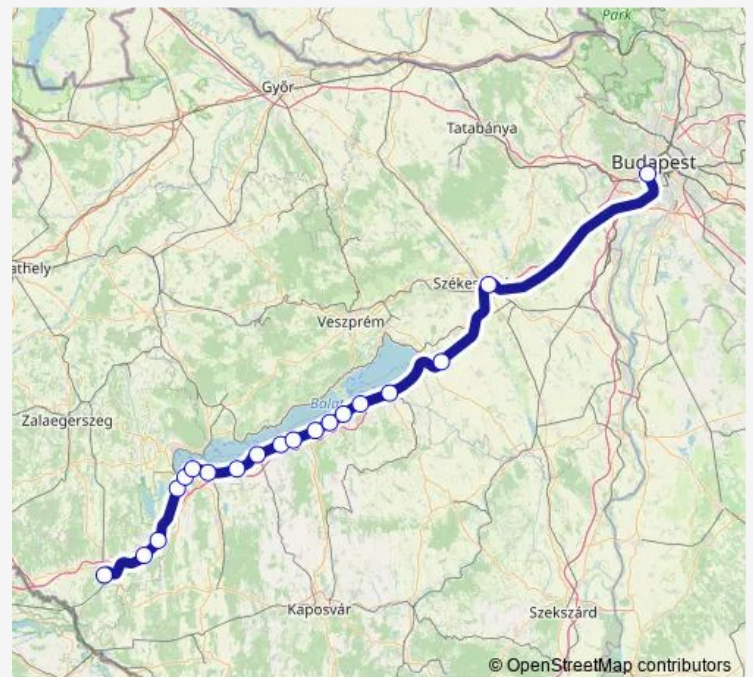 Park
Győr
Tatabánya
Budapest
athely
Székes
Veszprém
Balat
Zalaegerszeg
Kaposvár
Szekszárd
© OpenStreetMap contributors